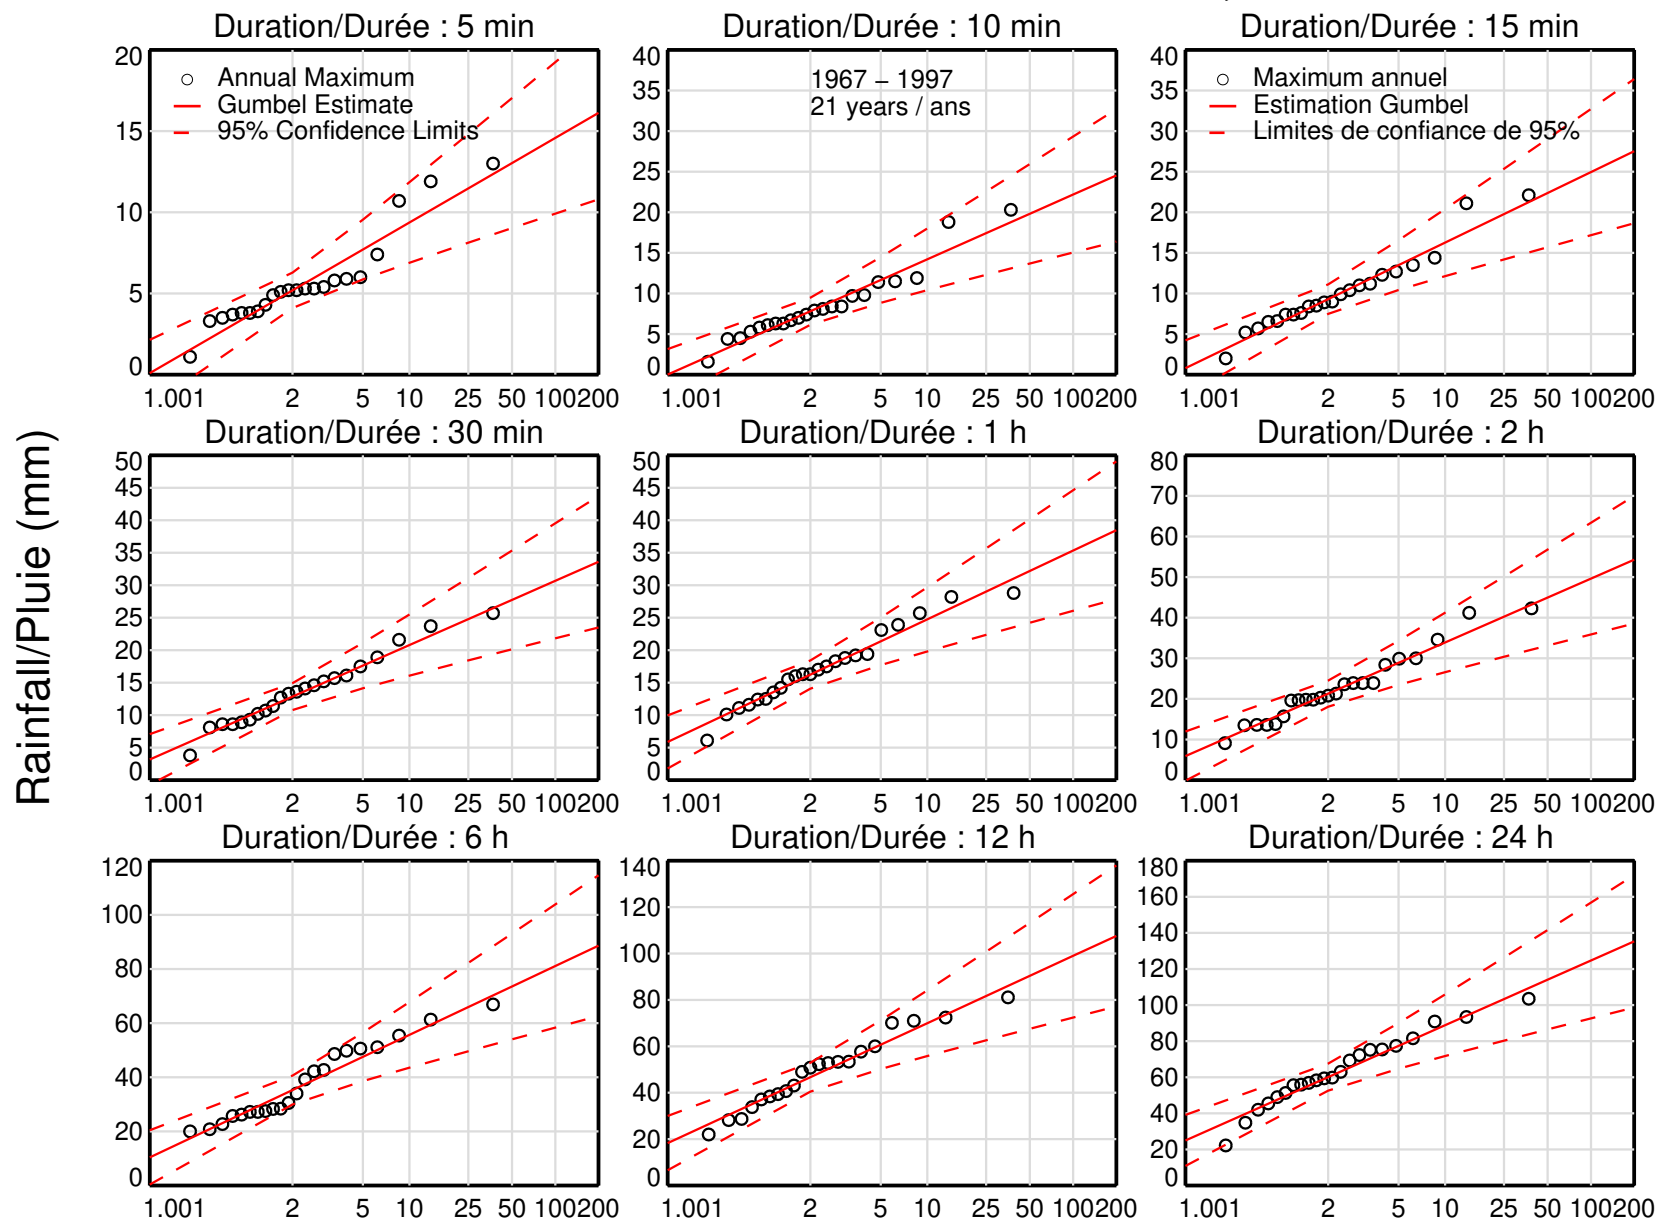 Duration/Durée : 5 min
Duration/Durée : 10 min
Duration/Durée : 15 min
20
15
10
5
0
Annual Maximum
Gumbel Estimate
95% Confidence Limits
1.001 2 5 10 25 50 100 200
40
35
30
25
20
15
10
5
0
1967 – 1997
21 years / ans
1.001 2 5 10 25 50 100 200
40
35
30
25
20
15
10
5
0
Maximum annuel
Estimation Gumbel
Limites de confiance de 95%
1.001 2 5 10 25 50 100 200
Rainfall/Pluie (mm)
Duration/Durée : 30 min
Duration/Durée : 1 h
Duration/Durée : 2 h
50
45
40
35
30
25
20
15
10
5
0
1.001 2 5 10 25 50 100 200
50
45
40
35
30
25
20
15
10
5
0
1.001 2 5 10 25 50 100 200
80
70
60
50
40
30
20
10
0
1.001 2 5 10 25 50 100 200
Duration/Durée : 6 h
Duration/Durée : 12 h
Duration/Durée : 24 h
120
100
80
60
40
20
0
1.001 2 5 10 25 50 100 200
140
120
100
80
60
40
20
0
1.001 2 5 10 25 50 100 200
180
160
140
120
100
80
60
40
20
0
1.001 2 5 10 25 50 100 200